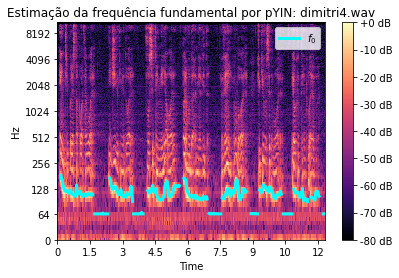 Estimação da frequência fundamental por pYIN: dimitri4.wav
f0
Hz
8192
4096
2048
1024
512
256
128
64
0
0 1.5 3 4.5 6 7.5 9 10 12
Time
+0 dB
-10 dB
-20 dB
-30 dB
-40 dB
-50 dB
-60 dB
-70 dB
-80 dB